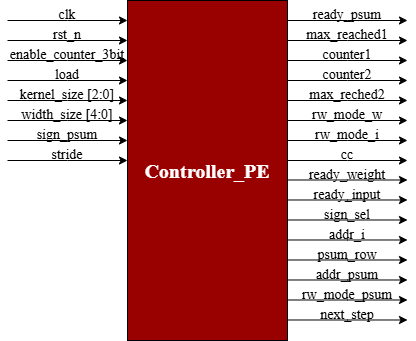 clk
rst_n
enable_counter_3bit
load
kernel_size [2:0]
width_size [4:0]
sign_psum
stride
Controller_PE
ready_psum
max_reached1
counter1
counter2
max_reched2
rw_mode_w
rw_mode_i
cc
ready_weight
ready_input
sign_sel
addr_i
psum_row
addr_psum
rw_mode_psum
next_step